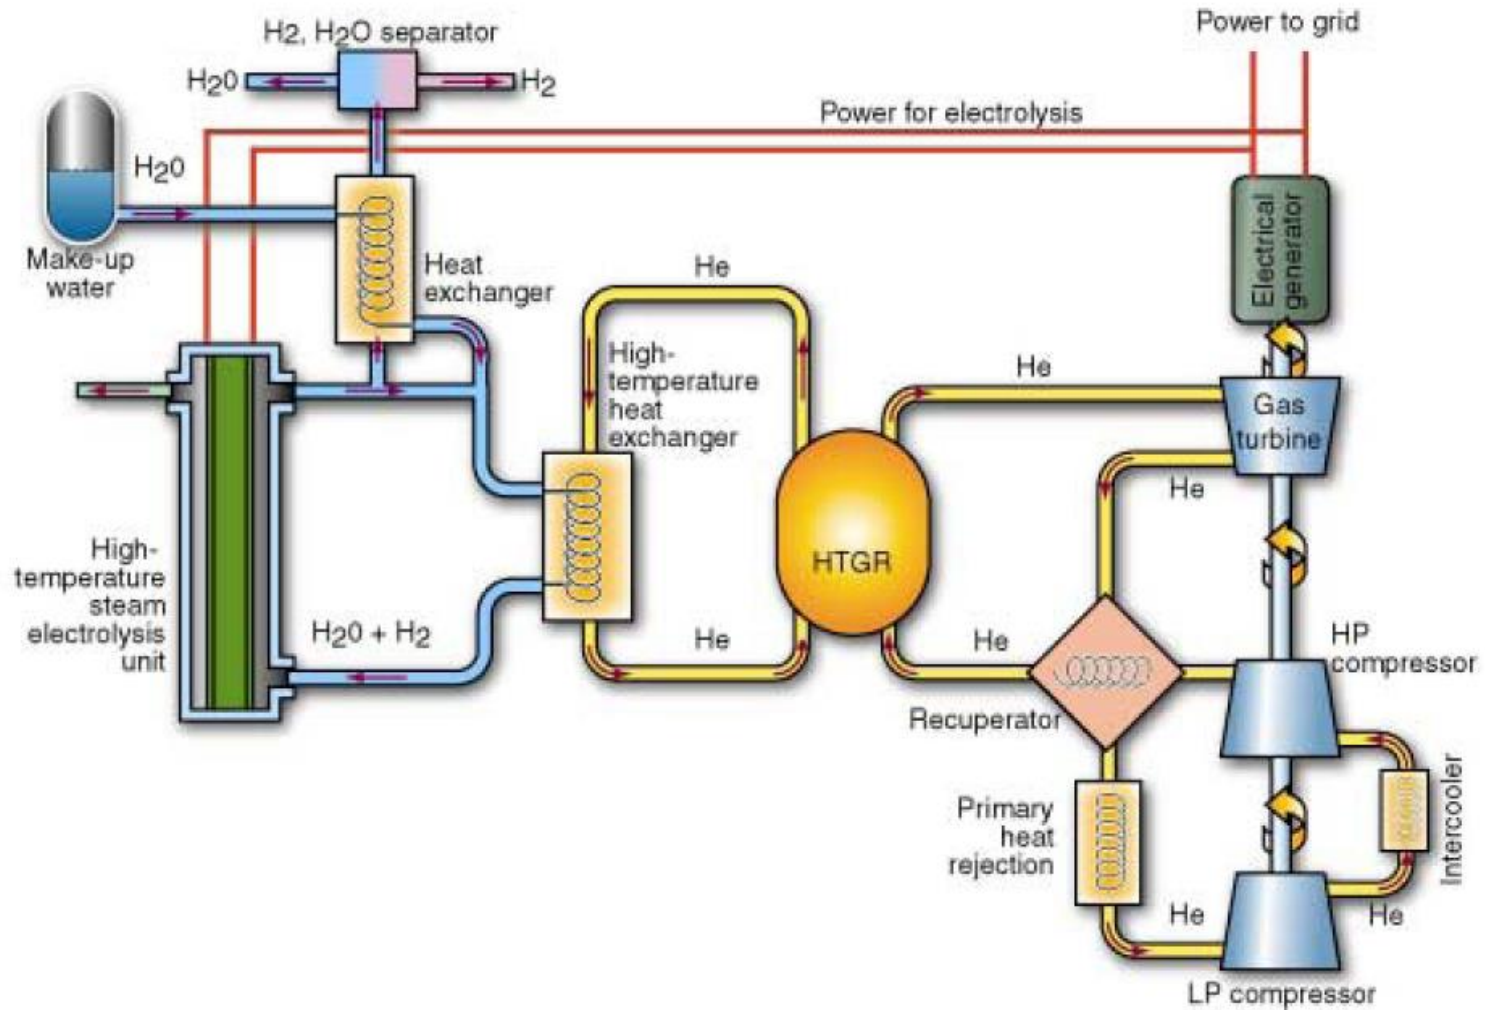 H2, H2O separator
Power to grid
H20
H2
Power for electrolysis
H20
Make-up
water
Heat
exchanger
Electrical
generator
He
High-
temperature
heat
exchanger
He
Gas
turbine
He
HTGR
High-
temperature
steam
electrolysis
unit
H20 + H2
He
He
HP
compressor
Recuperator
Primary
heat
rejection
Intercooler
He
He
LP compressor